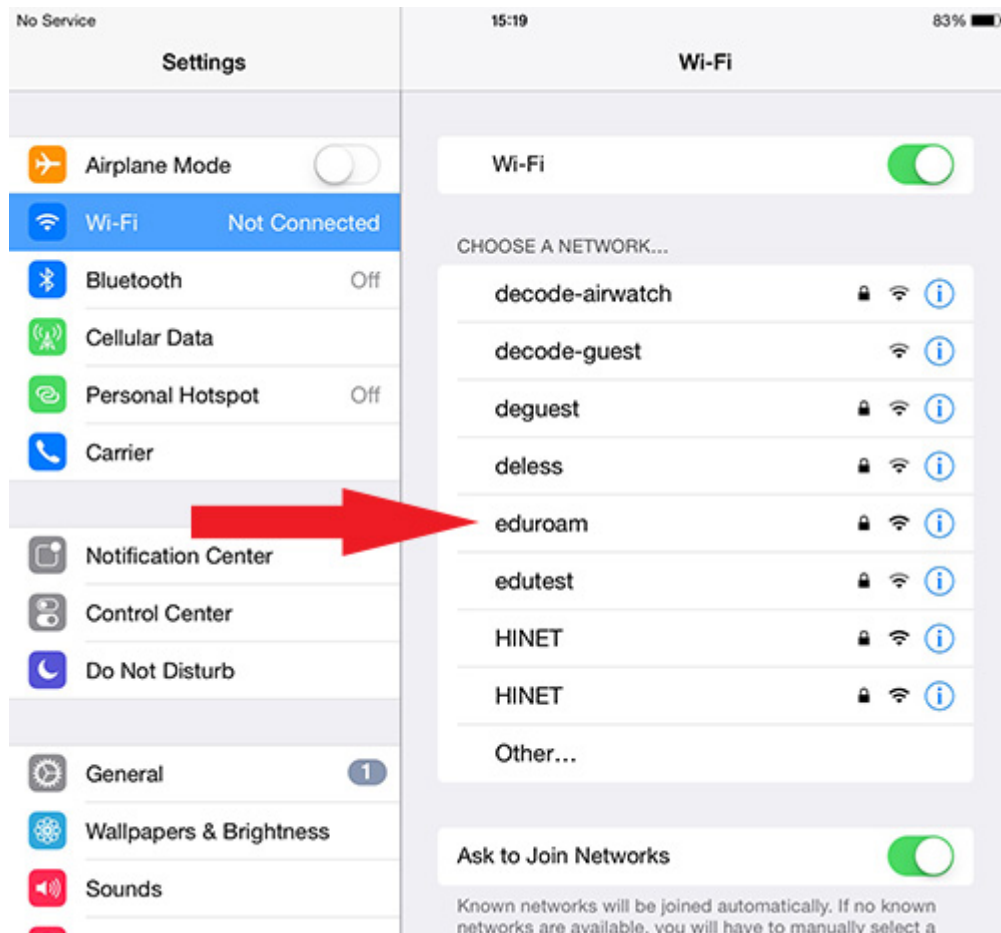 No Service 15:19 83%
Settings
Airplane Mode
Wi-Fi Not Connected
Bluetooth Off
Cellular Data
Personal Hotspot Off
Carrier
Notification Center
Control Center
Do Not Disturb
General 1
Wallpapers & Brightness
Sounds
Wi-Fi
Wi-Fi
CHOOSE A NETWORK...
decode-airwatch
decode-guest
deguest
deless
eduroam
edutest
HINET
HINET
Other...
Ask to Join Networks
Known networks will be joined automatically. If no known
networks are available, you will have to manually select a